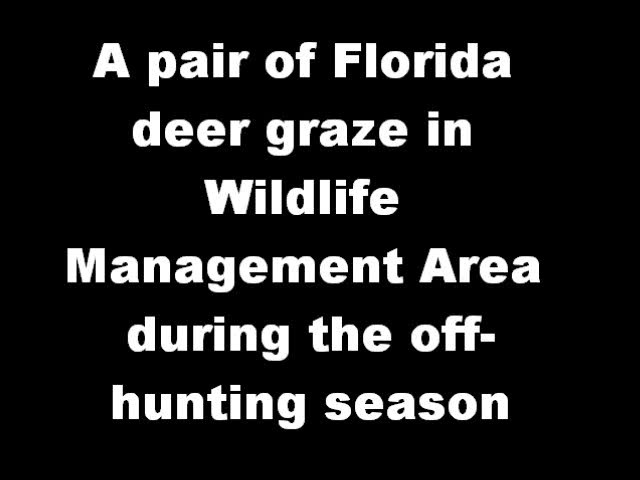 A pair of Florida
deer graze in
Wildlife
Management Area
during the off-
hunting season